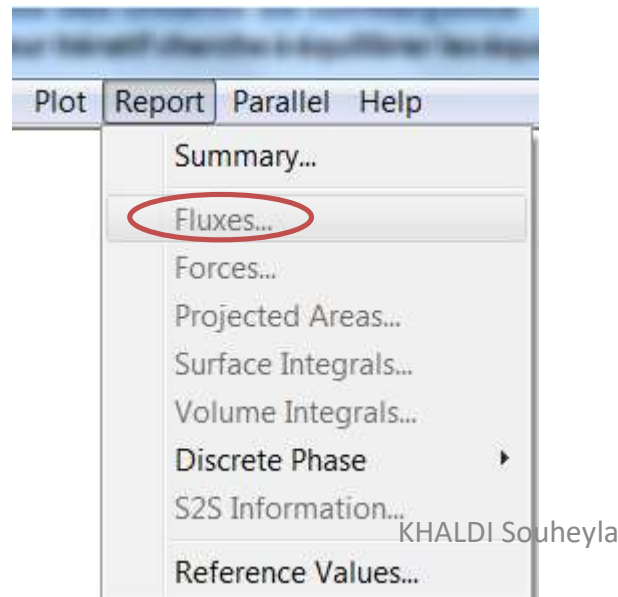 Plot Report Parallel Help
Summary...
Fluxes...
Forces...
Projected Areas...
Surface Integrals...
Volume Integrals...
Discrete Phase
S2S Information...
KHALDI Souheyla
Reference Values...